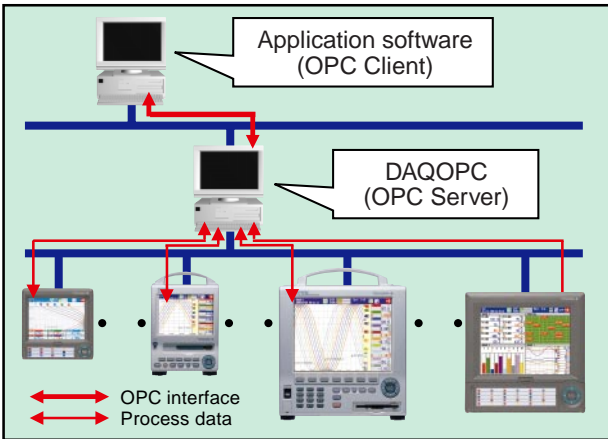 Application software
(OPC Client)
DAQOPC
(OPC Server)
OPC interface
Process data